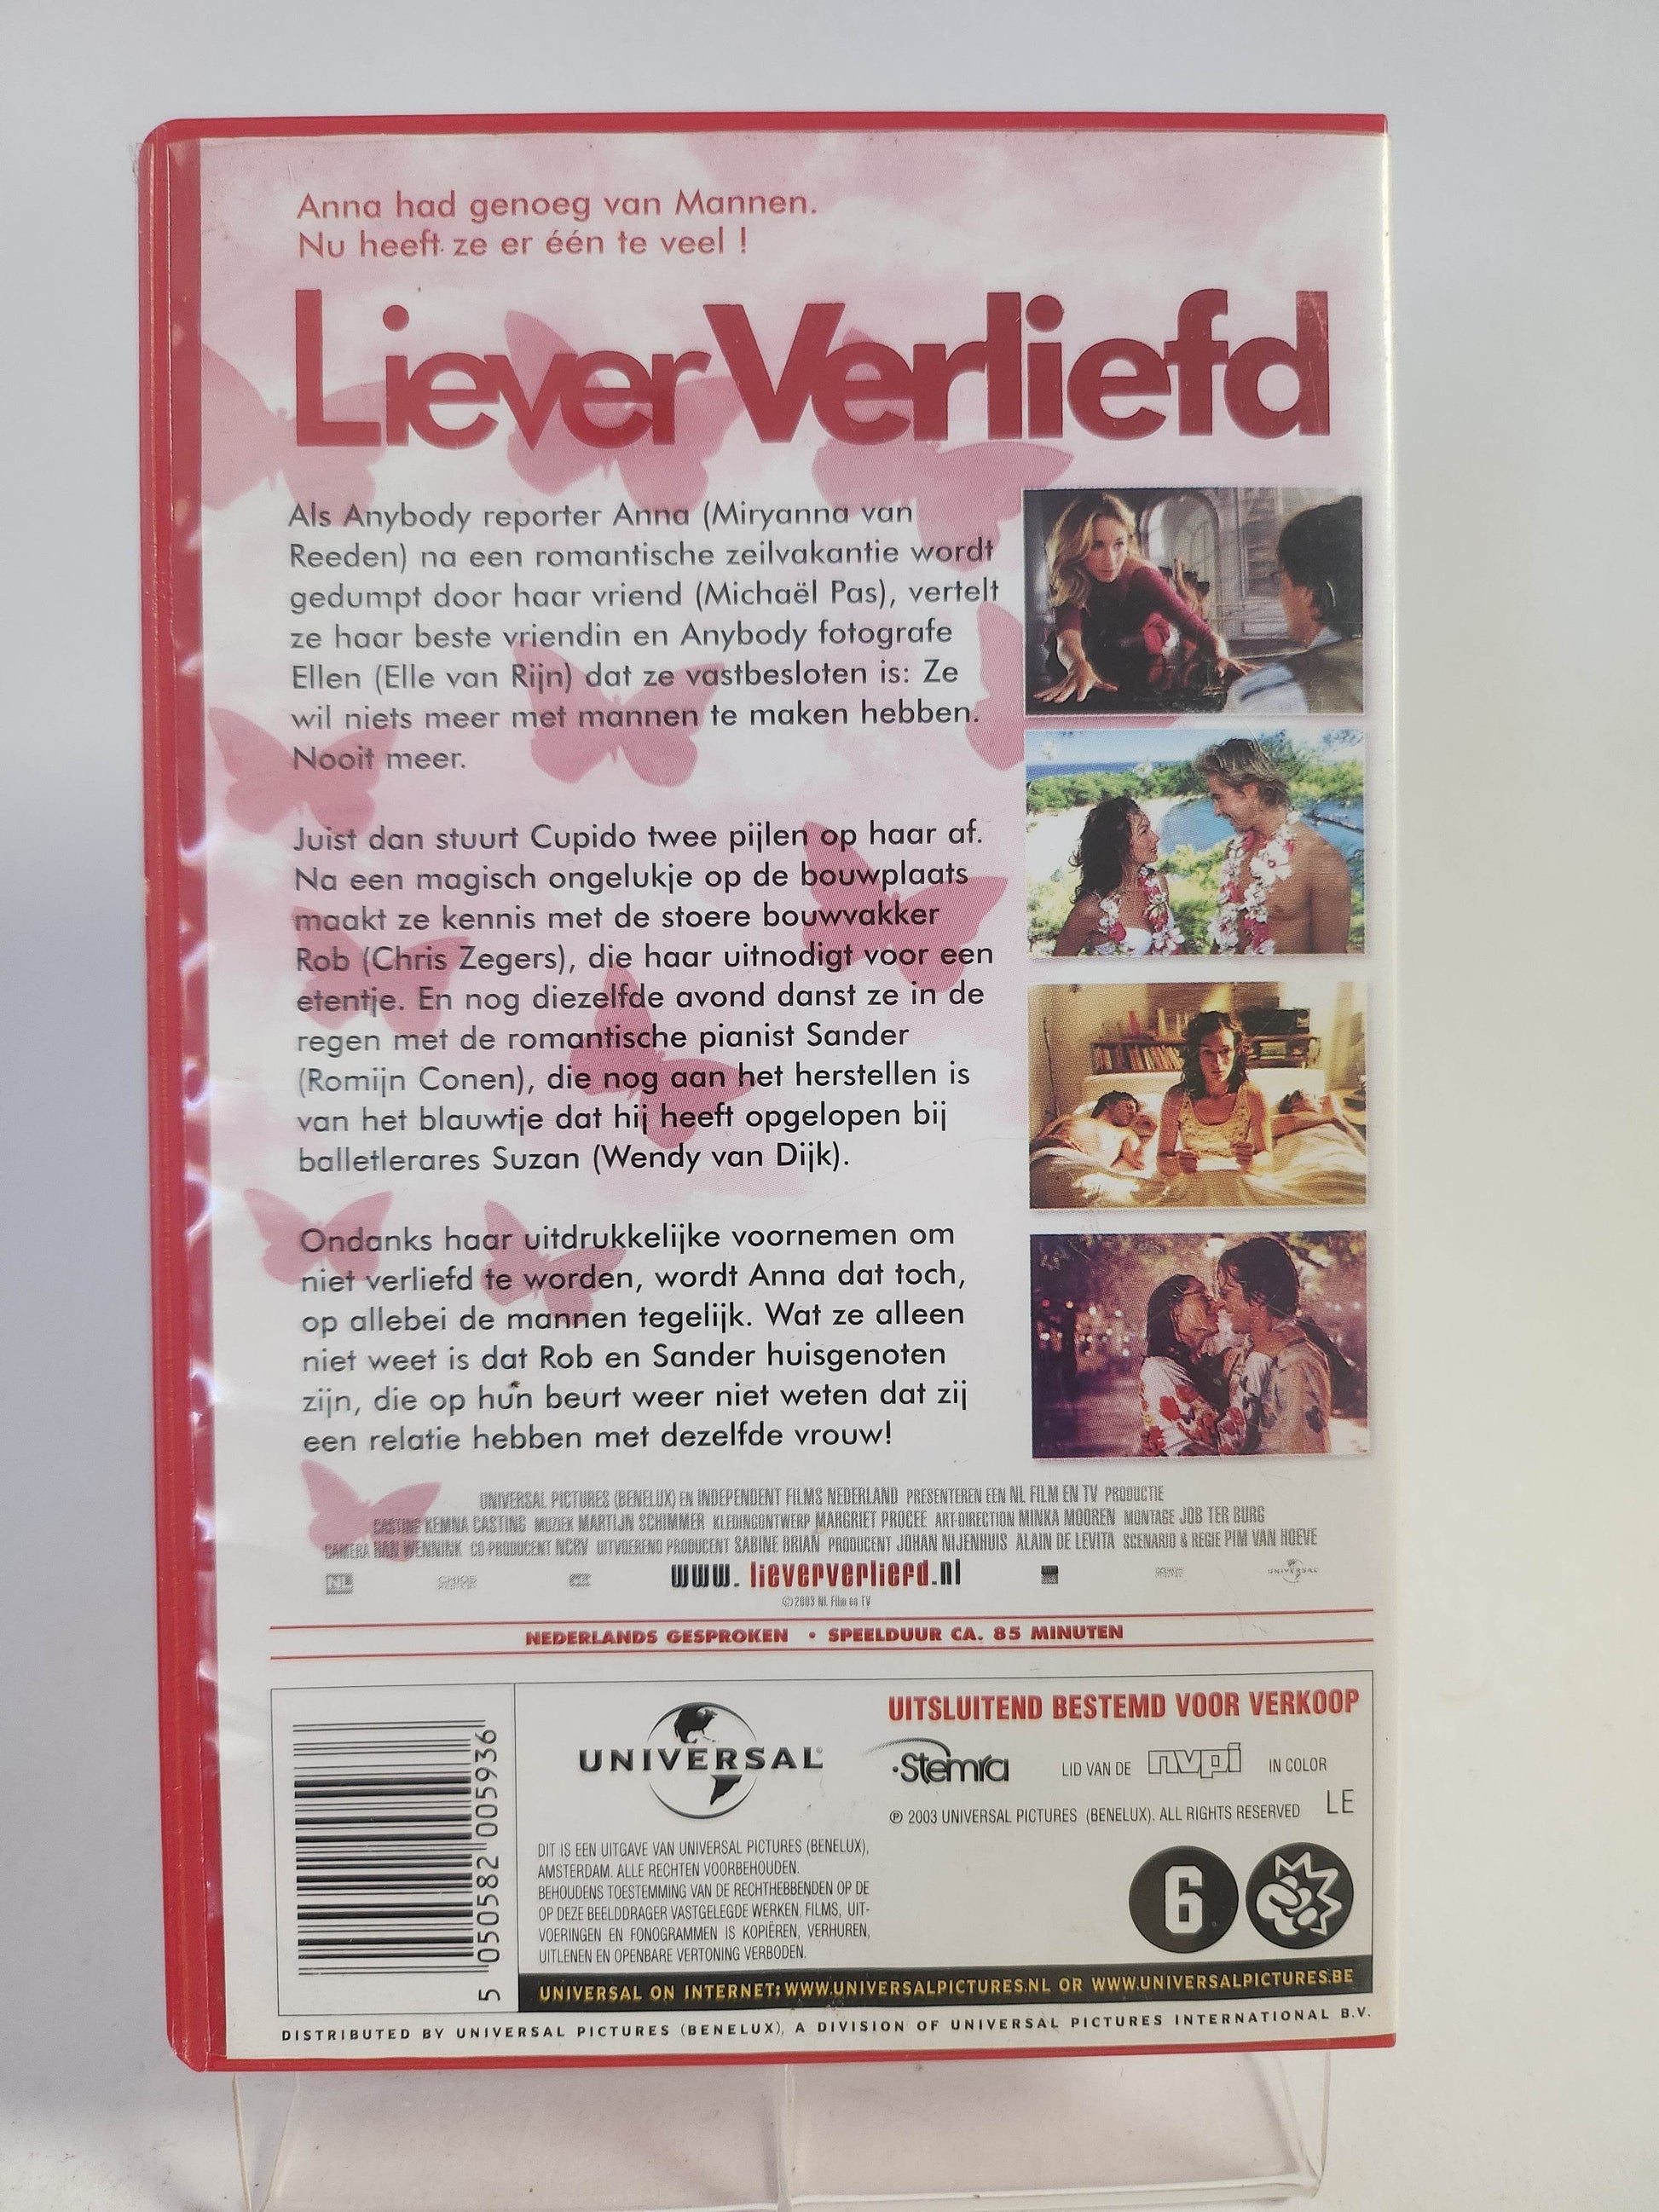 Anna had genoeg van Mannen.
Nu heeft ze er één te veel !
Liever Verliefd
Als Anybody reporter Anna (Miryanna van
Reeden) na een romantische zeilvakantie wordt
gedumpt door haar vriend (Michaël Pas), vertelt
ze haar beste vriendin en Anybody fotografe
Ellen (Elle van Rijn) dat ze vastbesloten is: Ze
wil niets meer met mannen te maken hebben.
Nooit meer.
Juist dan stuurt Cupido twee pijlen op haar af.
Na een magisch ongelukje op de bouwplaats
maakt ze kennis met de stoere bouwvakker
Rob (Chris Zegers), die haar uitnodigt voor een
etentje. En nog diezelfde avond danst ze in de
regen met de romantische pianist Sander
(Romijn Conen), die nog aan het herstellen is
van het blauwtje dat hij heeft opgelopen bij
balletlerares Suzan (Wendy van Dijk).
Ondanks haar uitdrukkelijke voornemen om
niet verliefd te worden, wordt Anna dat toch,
op allebei de mannen tegelijk. Wat ze alleen
niet weet is dat Rob en Sander huisgenoten
zijn, die op hun beurt weer niet weten dat zij
een relatie hebben met dezelfde vrouw!
UNIVERSAL PICTURES (BENELUX) EN INDEPENDENT FILMS NEDERLAND PRESENTEREN EEN NL FILM EN TV PRODUCTIE
CASTING KEMNA CASTING MUZIEK MARTIJN SCHIMMER KLEDINGONTWERP MARGRIET PROCEE ART-DIRECTION MINKA MOOREN MONTAGE JOB TER BURG
CAMERA HAN WENNINK CO-PRODUCENT NCRV UITVOEREND PRODUCENT SABINE BRIAN PRODUCENT JOHAN NIJENHUIS ALAIN DE LEVITA SCENARIO & REGIE PIM VAN HOEVE
NL
www.lieververliefd.nl
UNIVERSAL
©2003 NL Film en TV
NEDERLANDS GESPROKEN • SPEELDUUR CA. 85 MINUTEN
5 050582 005936
UNIVERSAL
UITSLUITEND BESTEMD VOOR VERKOOP
Stemra LID VAN DE nvpi IN COLOR
℗ 2003 UNIVERSAL PICTURES (BENELUX). ALL RIGHTS RESERVED LE
DIT IS EEN UITGAVE VAN UNIVERSAL PICTURES (BENELUX),
AMSTERDAM. ALLE RECHTEN VOORBEHOUDEN.
BEHOUDENS TOESTEMMING VAN DE RECHTHEBBENDEN OP DE
OP DEZE BEELDDRAGER VASTGELEGDE WERKEN, FILMS, UIT-
VOERINGEN EN FONOGRAMMEN IS KOPIËREN, VERHUREN,
UITLENEN EN OPENBARE VERTONING VERBODEN.
6
UNIVERSAL ON INTERNET: WWW.UNIVERSALPICTURES.NL OR WWW.UNIVERSALPICTURES.BE
DISTRIBUTED BY UNIVERSAL PICTURES (BENELUX), A DIVISION OF UNIVERSAL PICTURES INTERNATIONAL B.V.